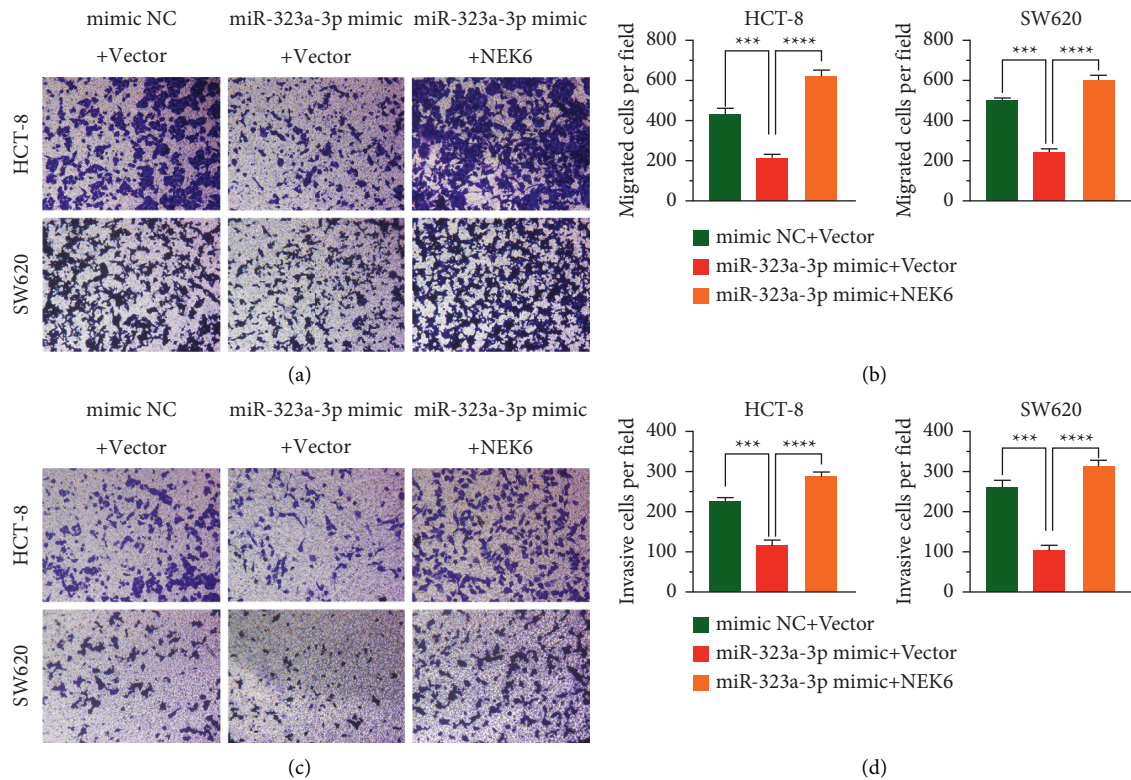 mimic NC miR-323a-3p mimic miR-323a-3p mimic
+Vector +Vector +NEK6
HCT-8
SW620
(a)
HCT-8
Migrated cells per field
800
600
400
200
0
*** ****
SW620
Migrated cells per field
800
600
400
200
0
*** ****
mimic NC+Vector
miR-323a-3p mimic+Vector
miR-323a-3p mimic+NEK6
(b)
mimic NC miR-323a-3p mimic miR-323a-3p mimic
+Vector +Vector +NEK6
HCT-8
SW620
(c)
HCT-8
Invasive cells per field
400
300
200
100
0
*** ****
SW620
Invasive cells per field
400
300
200
100
0
*** ****
mimic NC+Vector
miR-323a-3p mimic+Vector
miR-323a-3p mimic+NEK6
(d)